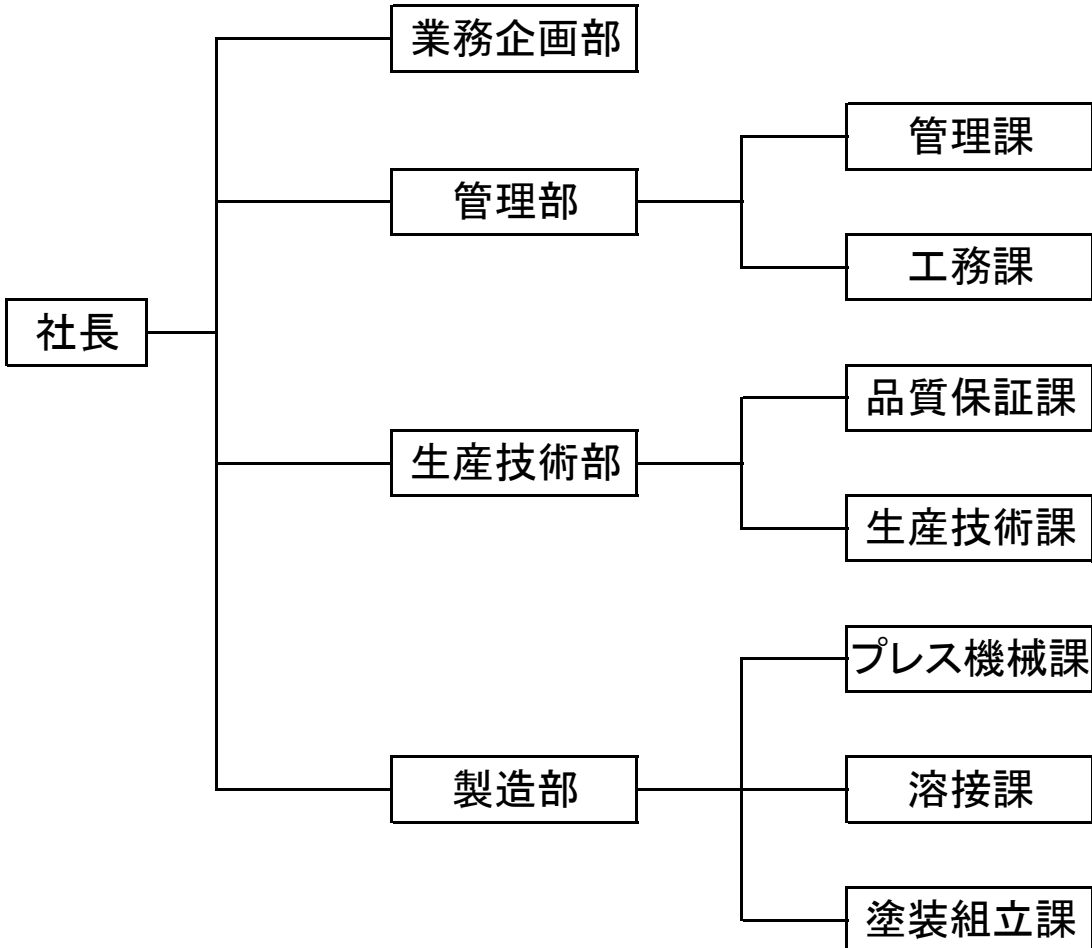 業務企画部
管理課
管理部
工務課
社長
品質保証課
生産技術部
生産技術課
プレス機械課
製造部
溶接課
塗装組立課